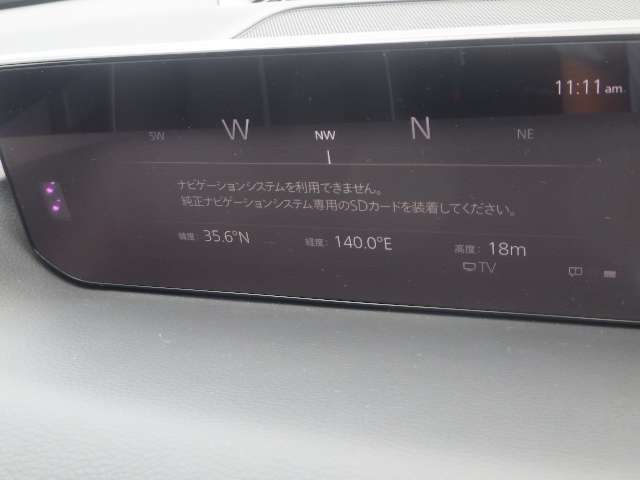 11:11am
SW W NW N NE
ナビゲーションシステムを利用できません。
純正ナビゲーションシステム専用のSDカードを装着してください。
緯度: 35.6°N 経度: 140.0°E 高度: 18m
TV